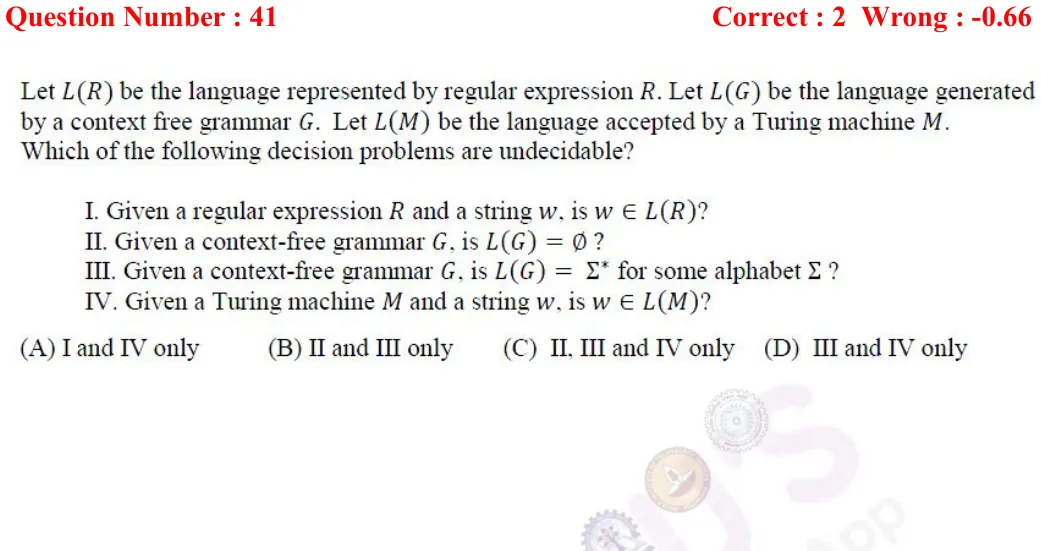 Question Number : 41 Correct : 2 Wrong : -0.66
Let L(R) be the language represented by regular expression R. Let L(G) be the language generated
by a context free grammar G. Let L(M) be the language accepted by a Turing machine M.
Which of the following decision problems are undecidable?
I. Given a regular expression R and a string w, is w ∈ L(R)?
II. Given a context-free grammar G, is L(G) = ∅ ?
III. Given a context-free grammar G, is L(G) = Σ* for some alphabet Σ ?
IV. Given a Turing machine M and a string w, is w ∈ L(M)?
(A) I and IV only (B) II and III only (C) II, III and IV only (D) III and IV only